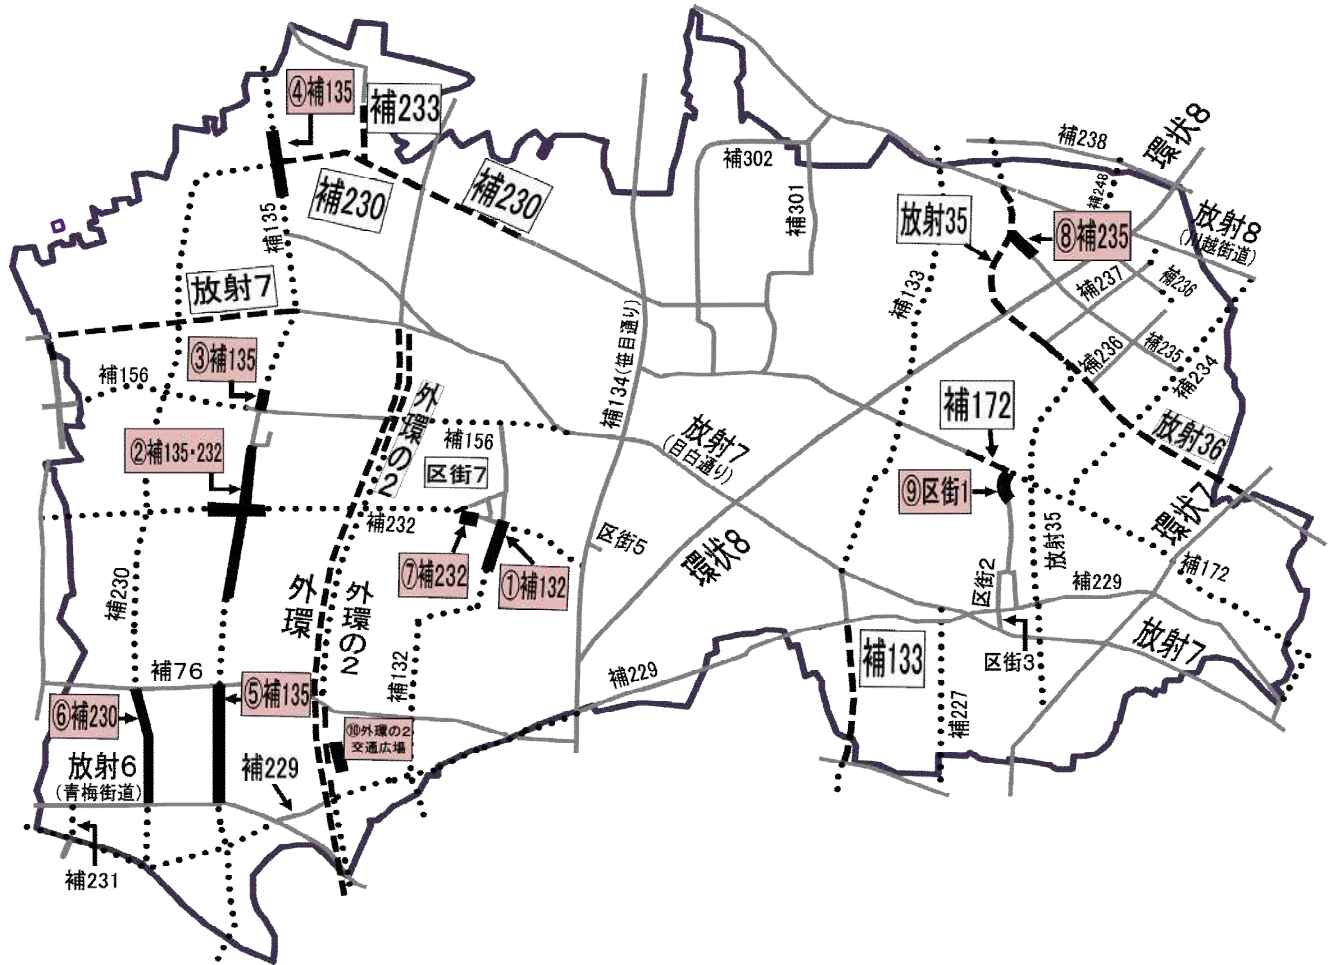 ④補135
補233
補238
環状8
補302
補248
補230
補230
補301
放射35
⑧補235
放射8
(川越街道)
補135
放射7
補133
補237
補236
補134(笹目通り)
③補135
補156
外環の2
補236
補235
補234
補172
放射7
(目白通り)
放射36
②補135・232
補156
区街7
⑨区街1
補232
区街5
環状8
放射35
環状7
補172
⑦補232
①補132
補230
外環
外環の2
区街2
補229
放射7
補76
補132
補229
補133
区街3
⑥補230
⑤補135
補227
⑩外環の2
交通広場
放射6
(青梅街道)
補229
補231